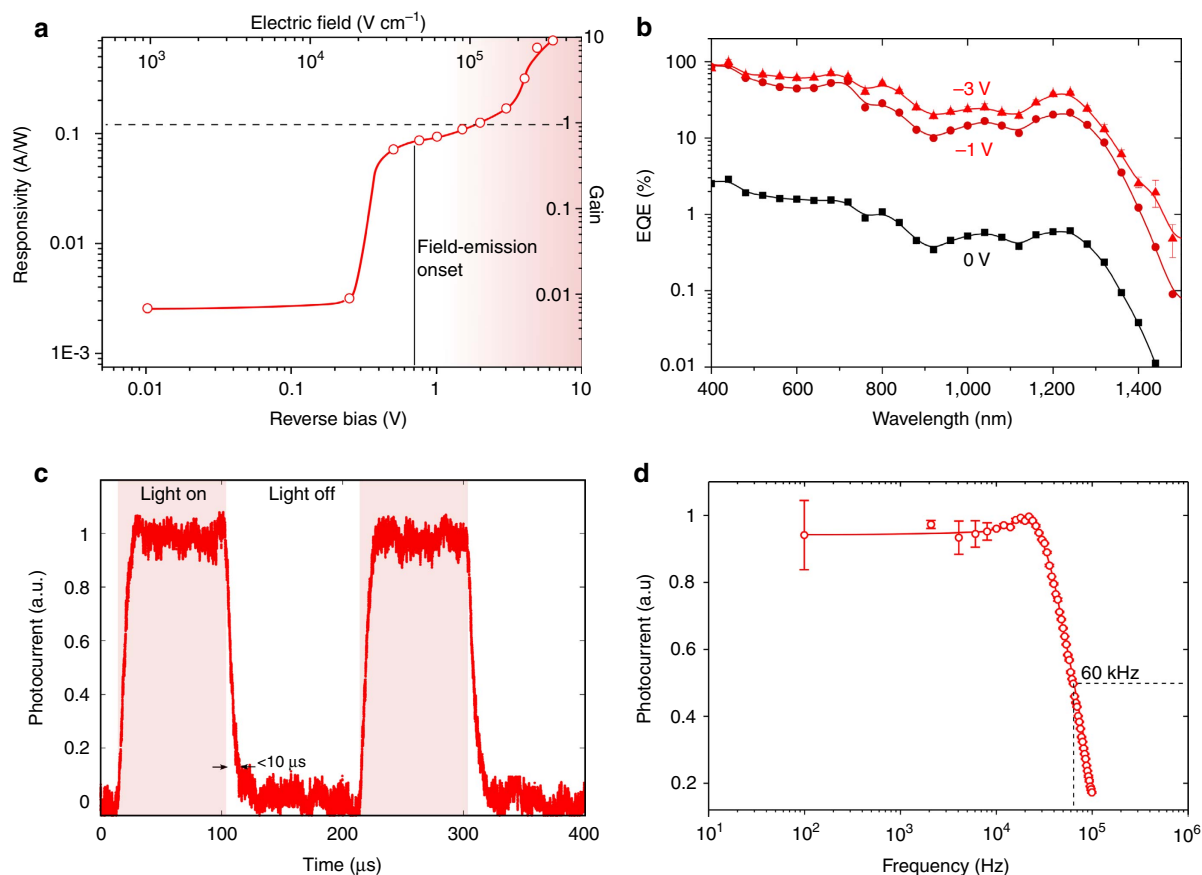 a
Electric field (V cm⁻¹)
10³
10⁴
10⁵
10
1
0.1
0.01
Gain
0.1
0.01
1E-3
Responsivity (A/W)
Field-emission
onset
0.01
0.1
1
10
Reverse bias (V)
b
100
10
1
0.1
0.01
EQE (%)
–3 V
–1 V
0 V
400
600
800
1,000
1,200
1,400
Wavelength (nm)
c
Light on
Light off
1
0.8
0.6
0.4
0.2
0
Photocurrent (a.u.)
<10 μs
0
100
200
300
400
Time (μs)
d
1
0.8
0.6
0.4
0.2
Photocurrent (a.u)
60 kHz
10¹
10²
10³
10⁴
10⁵
10⁶
Frequency (Hz)